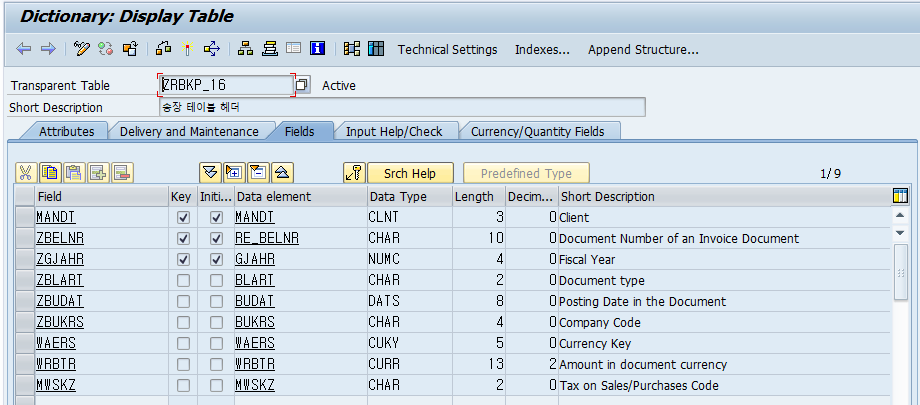 Dictionary: Display Table
Technical Settings Indexes... Append Structure...
Transparent Table ZRBKP_16 Active
Short Description 송장 테이블 헤더
Attributes Delivery and Maintenance Fields Input Help/Check Currency/Quantity Fields
Srch Help Predefined Type 1/9
Field Key Initi... Data element Data Type Length Decim... Short Description
MANDT MANDT CLNT 3 0 Client
ZBELNR RE_BELNR CHAR 10 0 Document Number of an Invoice Document
ZGJAHR GJAHR NUMC 4 0 Fiscal Year
ZBLART BLART CHAR 2 0 Document type
ZBUDAT BUDAT DATS 8 0 Posting Date in the Document
ZBUKRS BUKRS CHAR 4 0 Company Code
WAERS WAERS CUKY 5 0 Currency Key
WRBTR WRBTR CURR 13 2 Amount in document currency
MWSKZ MWSKZ CHAR 2 0 Tax on Sales/Purchases Code